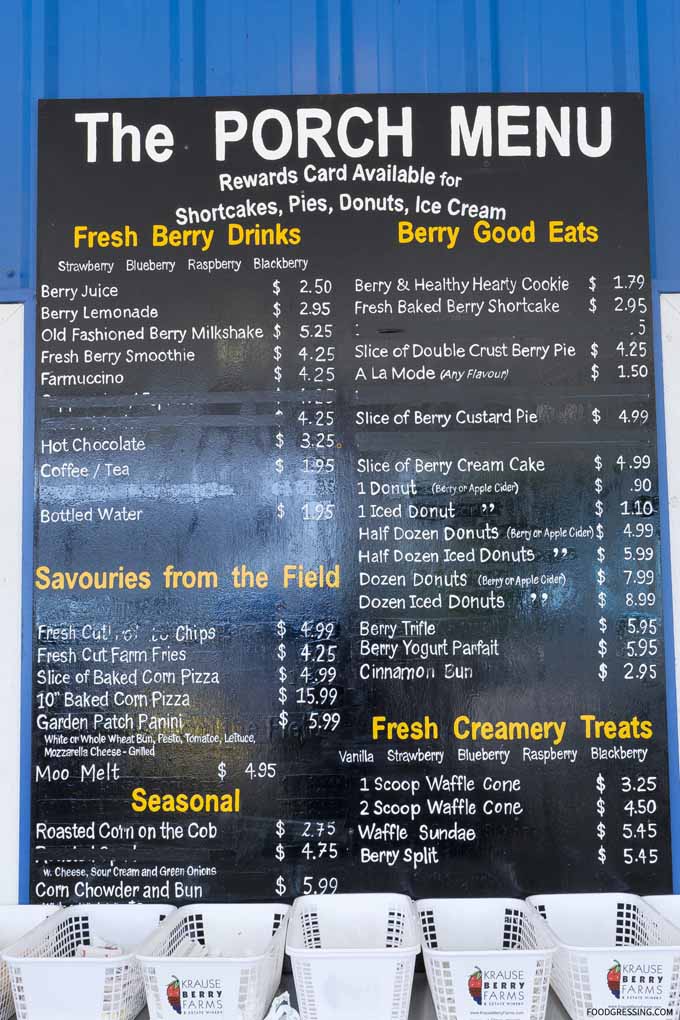 The PORCH MENU
Rewards Card Available for
Shortcakes, Pies, Donuts, Ice Cream
Fresh Berry Drinks
Strawberry Blueberry Raspberry Blackberry
Berry Juice $ 2.50
Berry Lemonade $ 2.95
Old Fashioned Berry Milkshake $ 5.25
Fresh Berry Smoothie $ 4.25
Farmuccino $ 4.25
4.25
Hot Chocolate $ 3.25
Coffee / Tea $ 1.95
Bottled Water $ 1.95
Savouries from the Field
Fresh Cut Chips $ 4.99
Fresh Cut Farm Fries $ 4.25
Slice of Baked Corn Pizza $ 4.99
10" Baked Corn Pizza $ 15.99
Garden Patch Panini $ 5.99
White or Whole Wheat Bun, Pesto, Tomatoe, Lettuce,
Mozzarella Cheese - Grilled
Moo Melt $ 4.95
Seasonal
Roasted Corn on the Cob $ 2.75
$ 4.75
w. Cheese, Sour Cream and Green Onions
Corn Chowder and Bun $ 5.99
Berry Good Eats
Berry & Healthy Hearty Cookie $ 1.79
Fresh Baked Berry Shortcake $ 2.95
5
Slice of Double Crust Berry Pie $ 4.25
A La Mode (Any Flavour) $ 1.50
Slice of Berry Custard Pie $ 4.99
Slice of Berry Cream Cake $ 4.99
1 Donut (Berry or Apple Cider) $ .90
1 Iced Donut " $ 1.10
Half Dozen Donuts (Berry or Apple Cider) $ 4.99
Half Dozen Iced Donuts " $ 5.99
Dozen Donuts (Berry or Apple Cider) $ 7.99
Dozen Iced Donuts " $ 8.99
Berry Trifle $ 5.95
Berry Yogurt Parfait $ 5.95
Cinnamon Bun $ 2.95
Fresh Creamery Treats
Vanilla Strawberry Blueberry Raspberry Blackberry
1 Scoop Waffle Cone $ 3.25
2 Scoop Waffle Cone $ 4.50
Waffle Sundae $ 5.45
Berry Split $ 5.45
KRAUSE
BERRY
FARMS
& ESTATE WINERY
KRAUSE
BERRY
FARMS
& ESTATE WINERY
www.KrauseBerryFarms.com
KRAUSE
BERRY
FARMS
& ESTATE WINERY
FOODGRESSING.COM